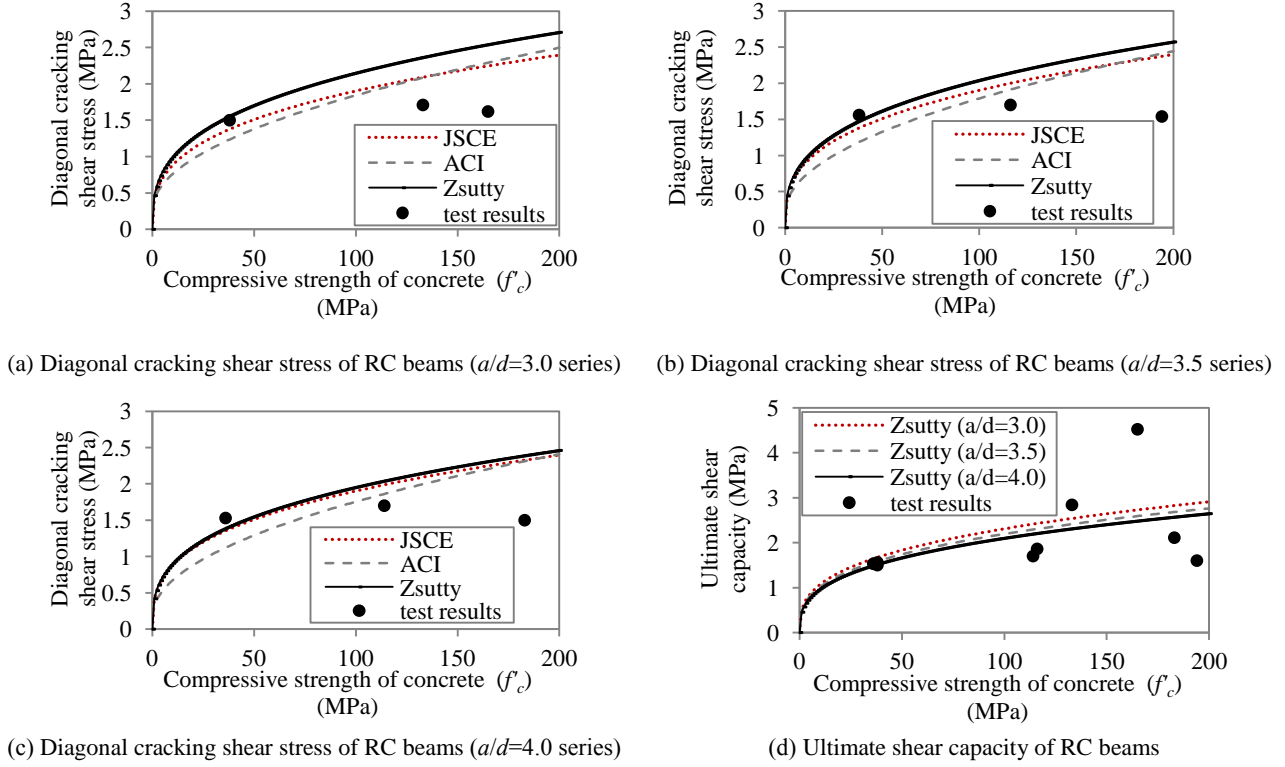 Diagonal cracking
shear stress (MPa)
3
2.5
2
1.5
1
0.5
0
JSCE
ACI
Zsutty
test results
0 50 100 150 200
Compressive strength of concrete (f'c)
(MPa)
(a) Diagonal cracking shear stress of RC beams (a/d=3.0 series)
Diagonal cracking
shear stress (MPa)
3
2.5
2
1.5
1
0.5
0
JSCE
ACI
Zsutty
test results
0 50 100 150 200
Compressive strength of concrete (f'c)
(MPa)
(b) Diagonal cracking shear stress of RC beams (a/d=3.5 series)
Diagonal cracking
shear stress (MPa)
3
2.5
2
1.5
1
0.5
0
JSCE
ACI
Zsutty
test results
0 50 100 150 200
Compressive strength of concrete (f'c)
(MPa)
(c) Diagonal cracking shear stress of RC beams (a/d=4.0 series)
Ultimate shear
capacity (MPa)
5
4
3
2
1
0
Zsutty (a/d=3.0)
Zsutty (a/d=3.5)
Zsutty (a/d=4.0)
test results
0 50 100 150 200
Compressive strength of concrete (f'c)
(MPa)
(d) Ultimate shear capacity of RC beams